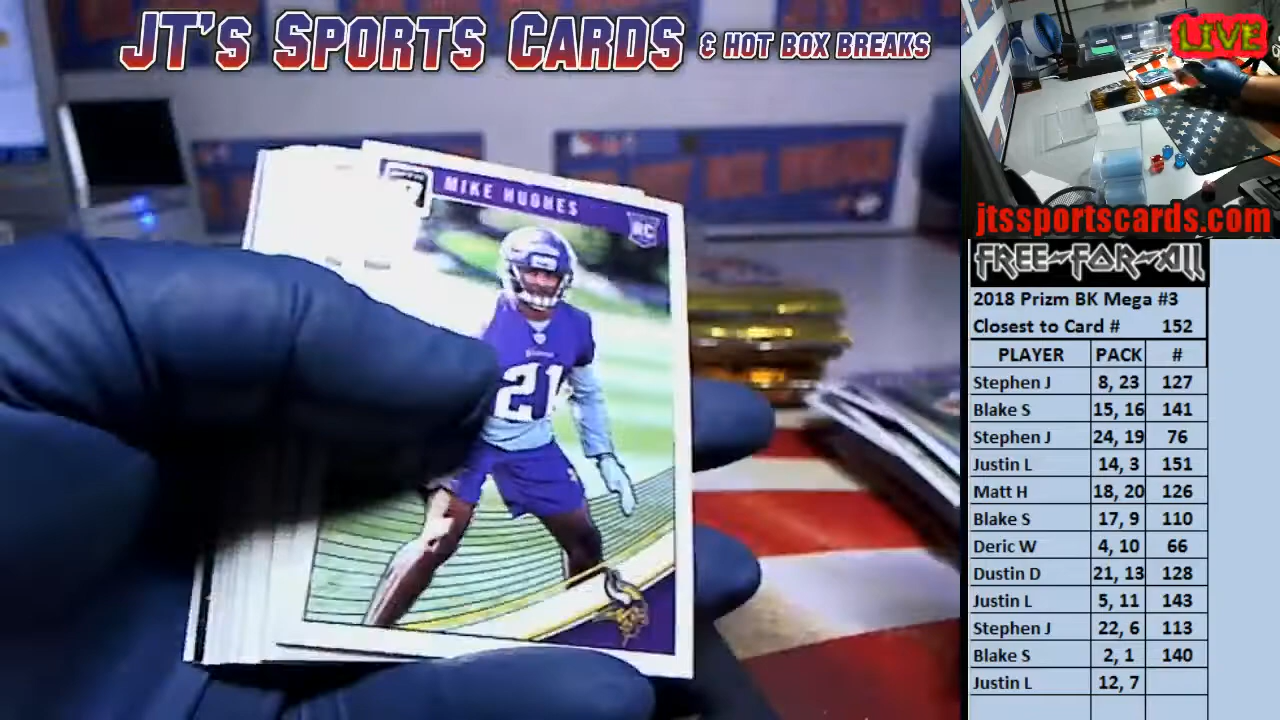 JT's Sports Cards & Hot Box Breaks
LIVE
jtssportscards.com
FREE-FOR-ALL
2018 Prizm BK Mega #3
Closest to Card # 152
PLAYER PACK #
Stephen J 8, 23 127
Blake S 15, 16 141
Stephen J 24, 19 76
Justin L 14, 3 151
Matt H 18, 20 126
Blake S 17, 9 110
Deric W 4, 10 66
Dustin D 21, 13 128
Justin L 5, 11 143
Stephen J 22, 6 113
Blake S 2, 1 140
Justin L 12, 7
MIKE HUGHES
RC
21